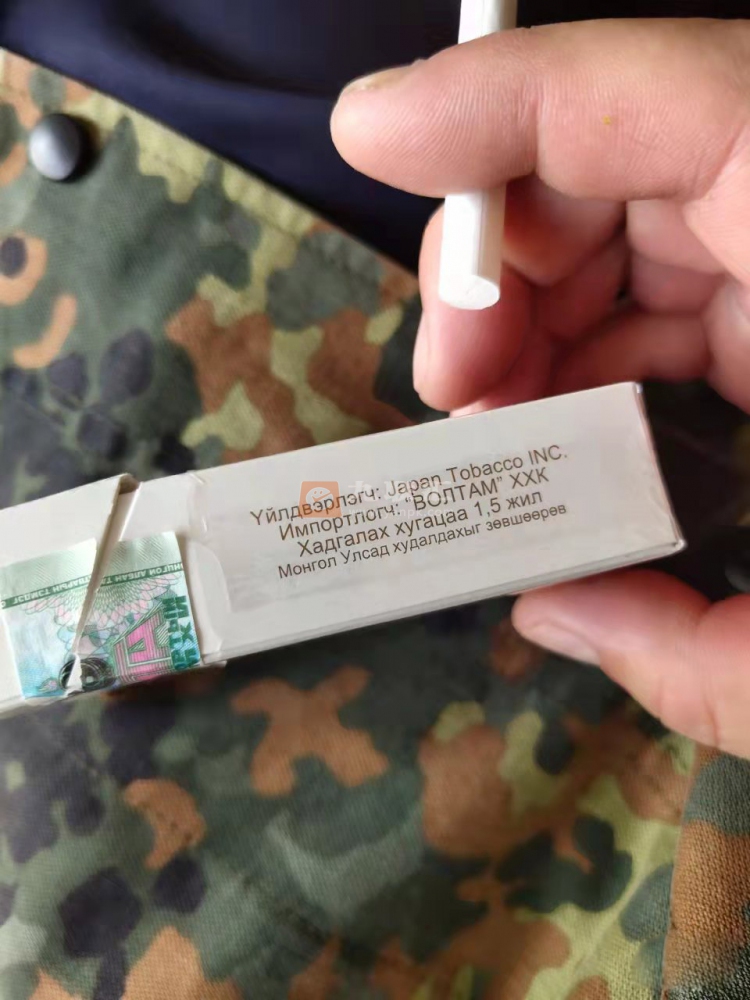 Үйлдвэрлэгч: Japan Tobacco INC.
Импортлогч: "ВОЛТАМ" ХХК
Хадгалах хугацаа 1,5 жил
Монгол Улсад худалдахыг зөвшөөрөв